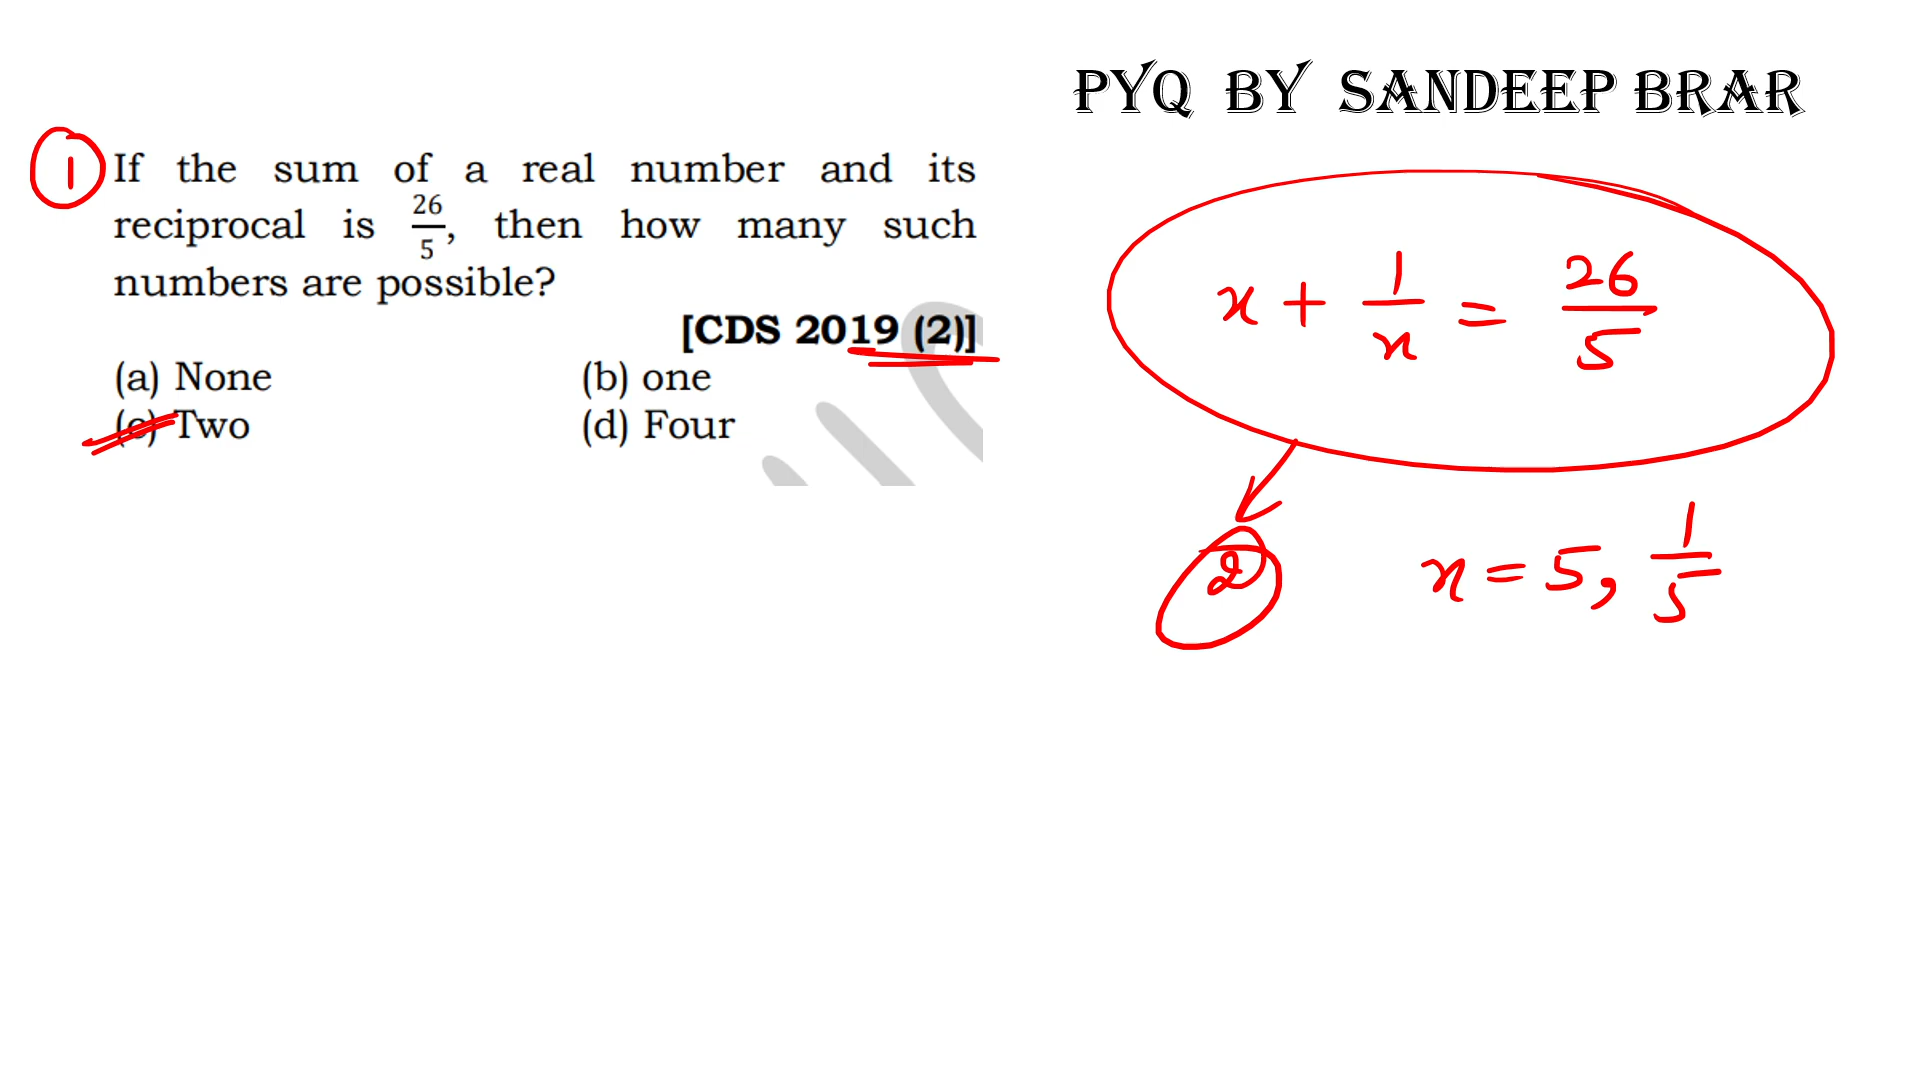 PYQ BY SANDEEP BRAR
1 If the sum of a real number and its
reciprocal is 26/5, then how many such
numbers are possible?
[CDS 2019 (2)]
(a) None (b) one
(c) Two (d) Four
x + 1/x = 26/5
2 x = 5, 1/5